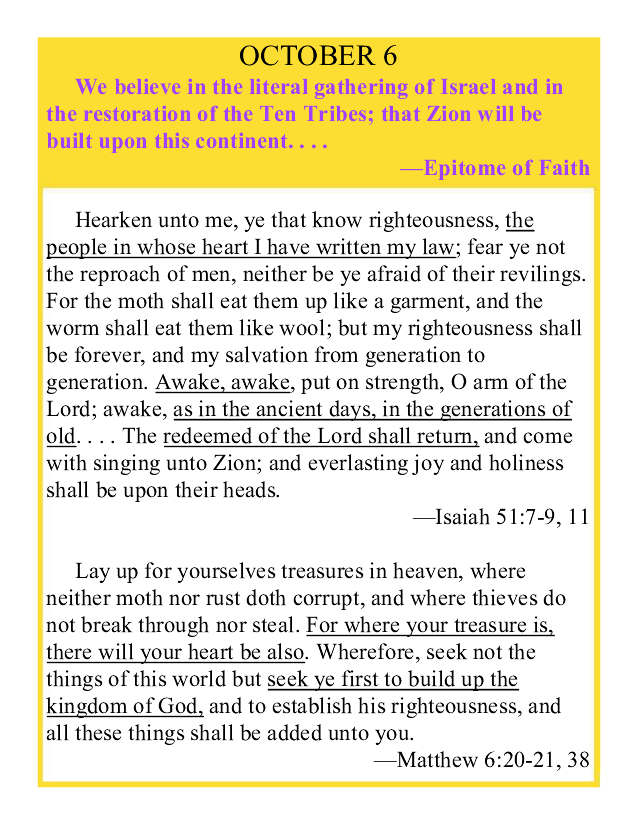 OCTOBER 6
We believe in the literal gathering of Israel and in
the restoration of the Ten Tribes; that Zion will be
built upon this continent. . . .
—Epitome of Faith
Hearken unto me, ye that know righteousness, the
people in whose heart I have written my law; fear ye not
the reproach of men, neither be ye afraid of their revilings.
For the moth shall eat them up like a garment, and the
worm shall eat them like wool; but my righteousness shall
be forever, and my salvation from generation to
generation. Awake, awake, put on strength, O arm of the
Lord; awake, as in the ancient days, in the generations of
old. . . . The redeemed of the Lord shall return, and come
with singing unto Zion; and everlasting joy and holiness
shall be upon their heads.
—Isaiah 51:7-9, 11
Lay up for yourselves treasures in heaven, where
neither moth nor rust doth corrupt, and where thieves do
not break through nor steal. For where your treasure is,
there will your heart be also. Wherefore, seek not the
things of this world but seek ye first to build up the
kingdom of God, and to establish his righteousness, and
all these things shall be added unto you.
—Matthew 6:20-21, 38